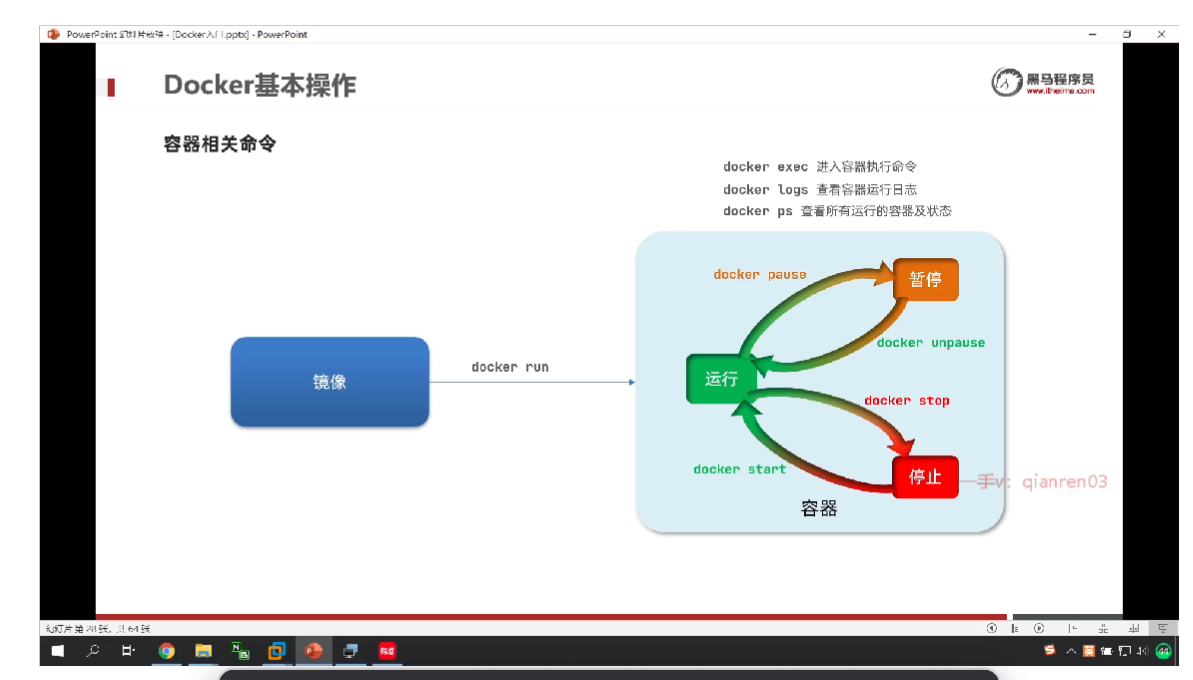 PowerPoint 幻灯片放映 - [Docker入门.pptx] - PowerPoint
Docker基本操作
黑马程序员
www.itheima.com
容器相关命令
docker exec 进入容器执行命令
docker logs 查看容器运行日志
docker ps 查看所有运行的容器及状态
docker pause
暂停
docker unpause
镜像
docker run
运行
docker stop
docker start
停止
一手v: qianren03
容器
幻灯片 第 28 张，共 64 张